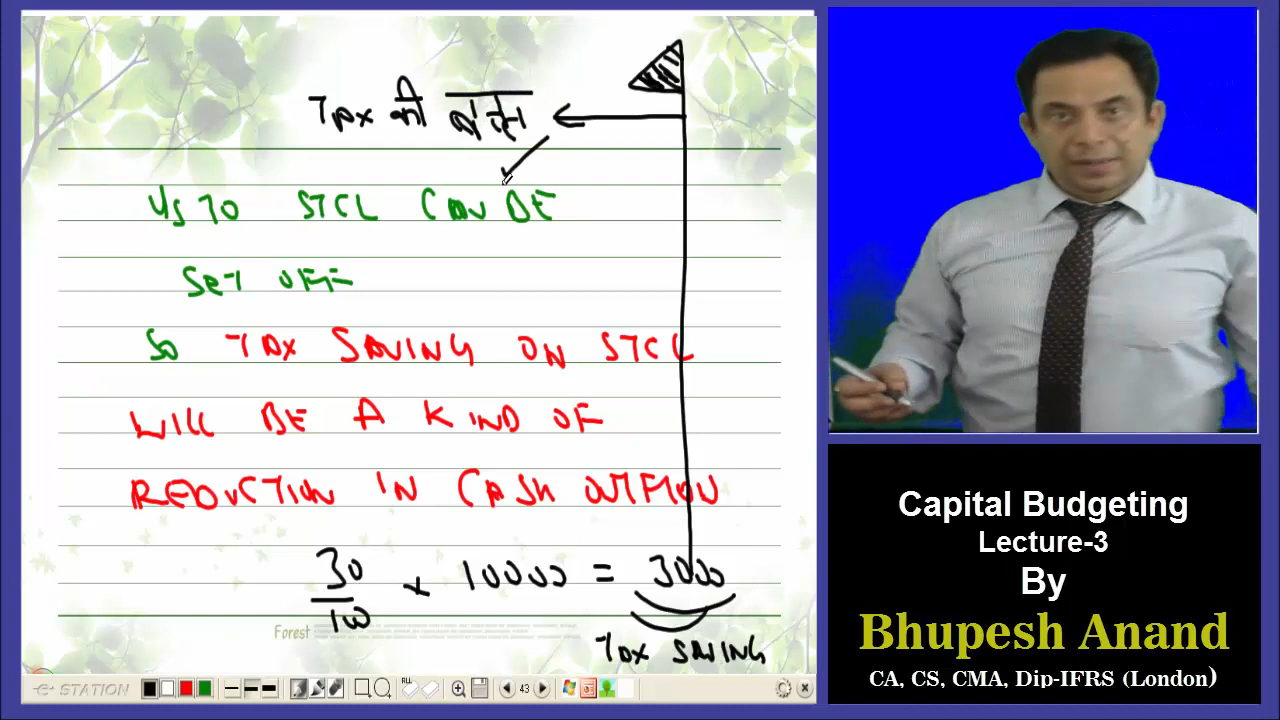 Tax की बचत
U/S 70 STCL CAN BE
SET OFF
SO TAX SAVING ON STCL
WILL BE A KIND OF
REDUCTION IN CASH OUTFLOW
30/100 × 10000 = 3000
Forest
TAX SAVING
e-STATION
ALL
43
Capital Budgeting
Lecture-3
By
Bhupesh Anand
CA, CS, CMA, Dip-IFRS (London)